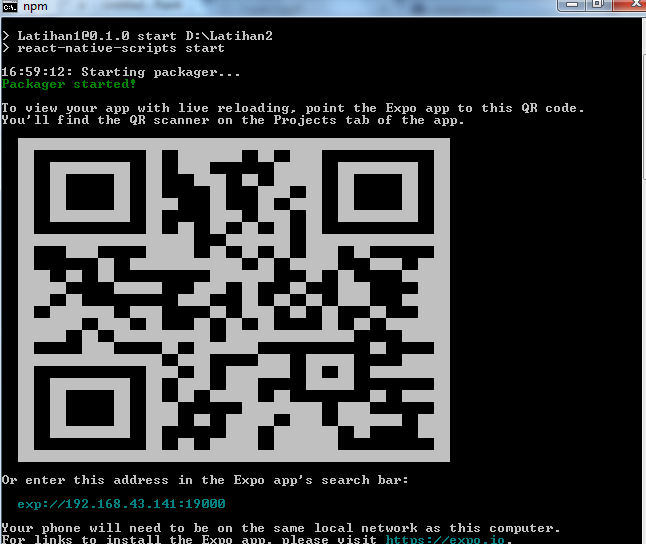 npm
> Latihan1@0.1.0 start D:\Latihan2
> react-native-scripts start
16:59:12: Starting packager...
Packager started!
To view your app with live reloading, point the Expo app to this QR code.
You'll find the QR scanner on the Projects tab of the app.
Or enter this address in the Expo app's search bar:
exp://192.168.43.141:19000
Your phone will need to be on the same local network as this computer.
For links to install the Expo app, please visit https://expo.io.